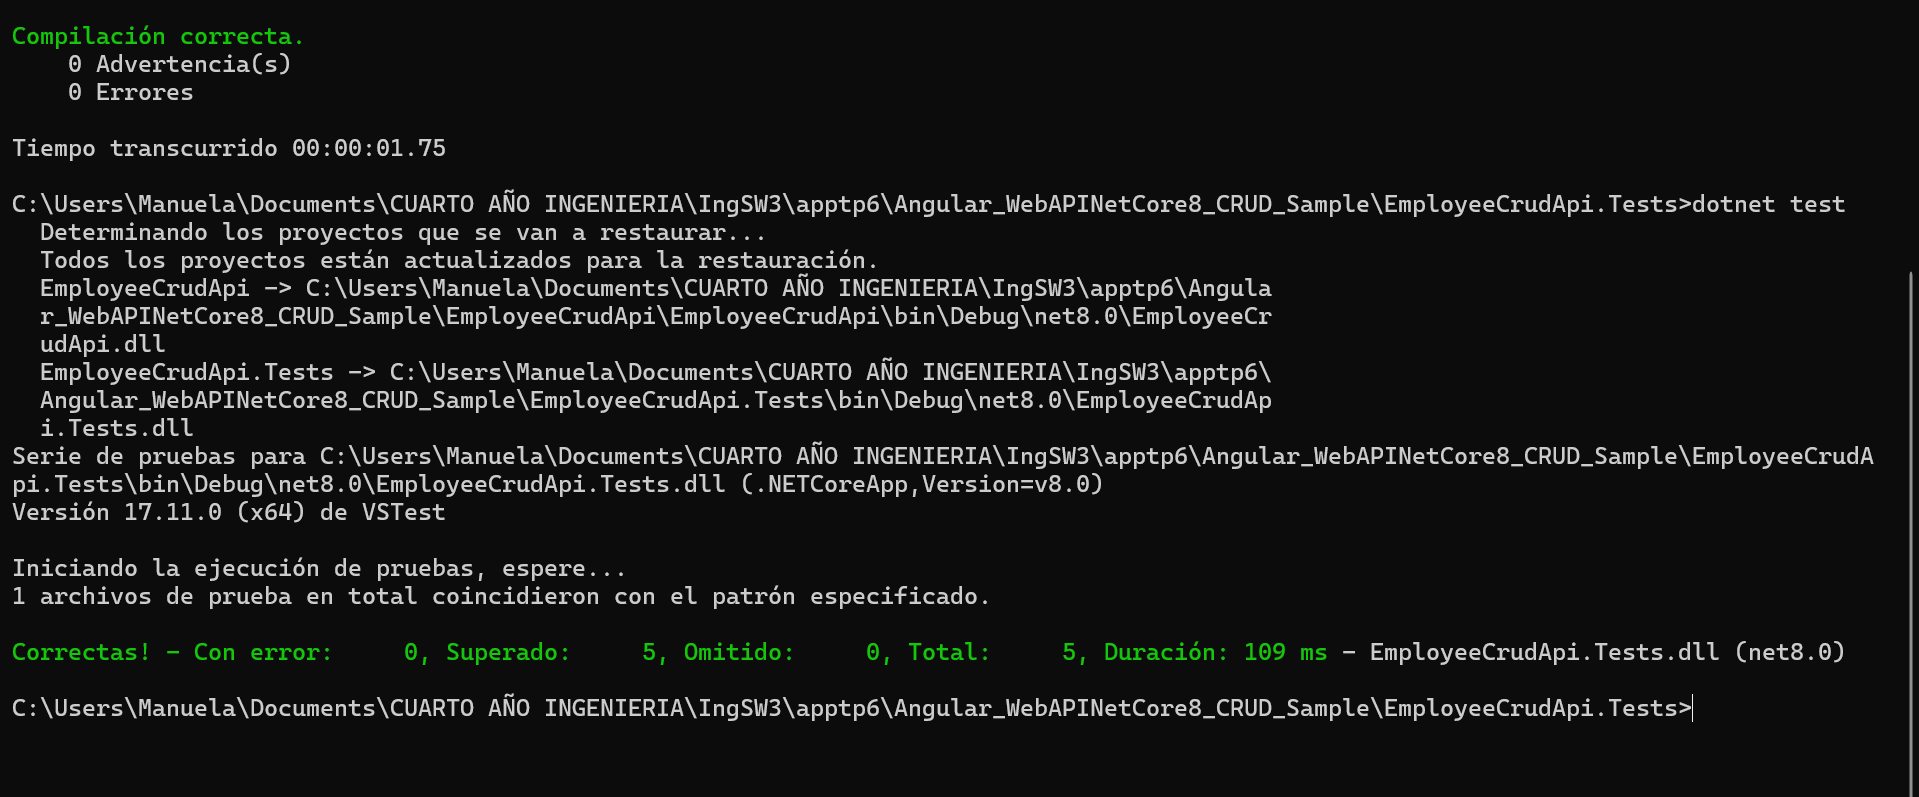 Compilación correcta.
    0 Advertencia(s)
    0 Errores
Tiempo transcurrido 00:00:01.75
C:\Users\Manuela\Documents\CUARTO AÑO INGENIERIA\IngSW3\apptp6\Angular_WebAPINetCore8_CRUD_Sample\EmployeeCrudApi.Tests>dotnet test
  Determinando los proyectos que se van a restaurar...
  Todos los proyectos están actualizados para la restauración.
  EmployeeCrudApi -> C:\Users\Manuela\Documents\CUARTO AÑO INGENIERIA\IngSW3\apptp6\Angula
  r_WebAPINetCore8_CRUD_Sample\EmployeeCrudApi\EmployeeCrudApi\bin\Debug\net8.0\EmployeeCr
  udApi.dll
  EmployeeCrudApi.Tests -> C:\Users\Manuela\Documents\CUARTO AÑO INGENIERIA\IngSW3\apptp6\
  Angular_WebAPINetCore8_CRUD_Sample\EmployeeCrudApi.Tests\bin\Debug\net8.0\EmployeeCrudAp
  i.Tests.dll
Serie de pruebas para C:\Users\Manuela\Documents\CUARTO AÑO INGENIERIA\IngSW3\apptp6\Angular_WebAPINetCore8_CRUD_Sample\EmployeeCrudA
pi.Tests\bin\Debug\net8.0\EmployeeCrudApi.Tests.dll (.NETCoreApp,Version=v8.0)
Versión 17.11.0 (x64) de VSTest
Iniciando la ejecución de pruebas, espere...
1 archivos de prueba en total coincidieron con el patrón especificado.
Correctas! - Con error:     0, Superado:     5, Omitido:     0, Total:     5, Duración: 109 ms - EmployeeCrudApi.Tests.dll (net8.0)
C:\Users\Manuela\Documents\CUARTO AÑO INGENIERIA\IngSW3\apptp6\Angular_WebAPINetCore8_CRUD_Sample\EmployeeCrudApi.Tests>